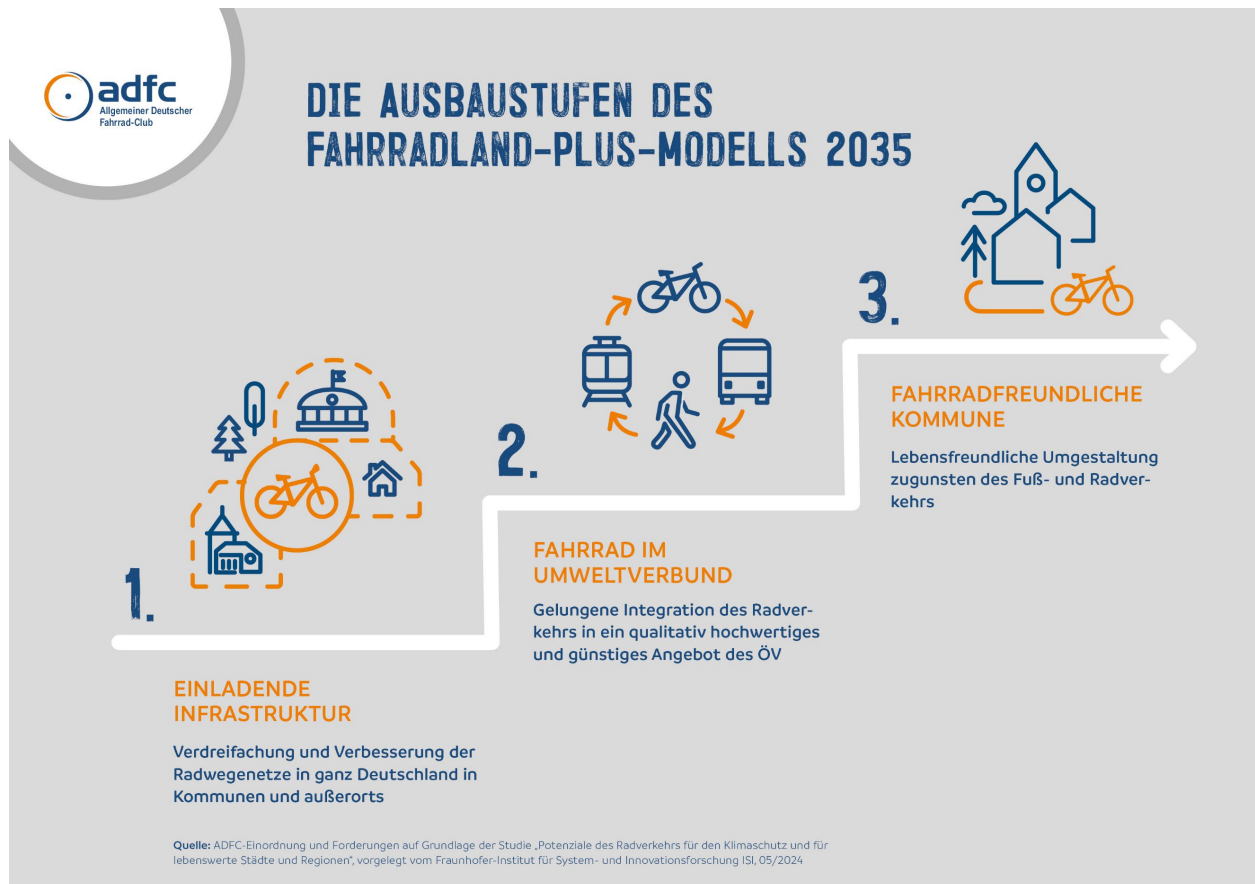 adfc
Allgemeiner Deutscher
Fahrrad-Club
DIE AUSBAUSTUFEN DES
FAHRRADLAND-PLUS-MODELLS 2035
1.
EINLADENDE
INFRASTRUKTUR
Verdreifachung und Verbesserung der
Radwegenetze in ganz Deutschland in
Kommunen und außerorts
2.
FAHRRAD IM
UMWELTVERBUND
Gelungene Integration des Radver-
kehrs in ein qualitativ hochwertiges
und günstiges Angebot des ÖV
3.
FAHRRADFREUNDLICHE
KOMMUNE
Lebensfreundliche Umgestaltung
zugunsten des Fuß- und Radver-
kehrs
Quelle: ADFC-Einordnung und Forderungen auf Grundlage der Studie „Potenziale des Radverkehrs für den Klimaschutz und für
lebenswerte Städte und Regionen“, vorgelegt vom Fraunhofer-Institut für System- und Innovationsforschung ISI, 05/2024